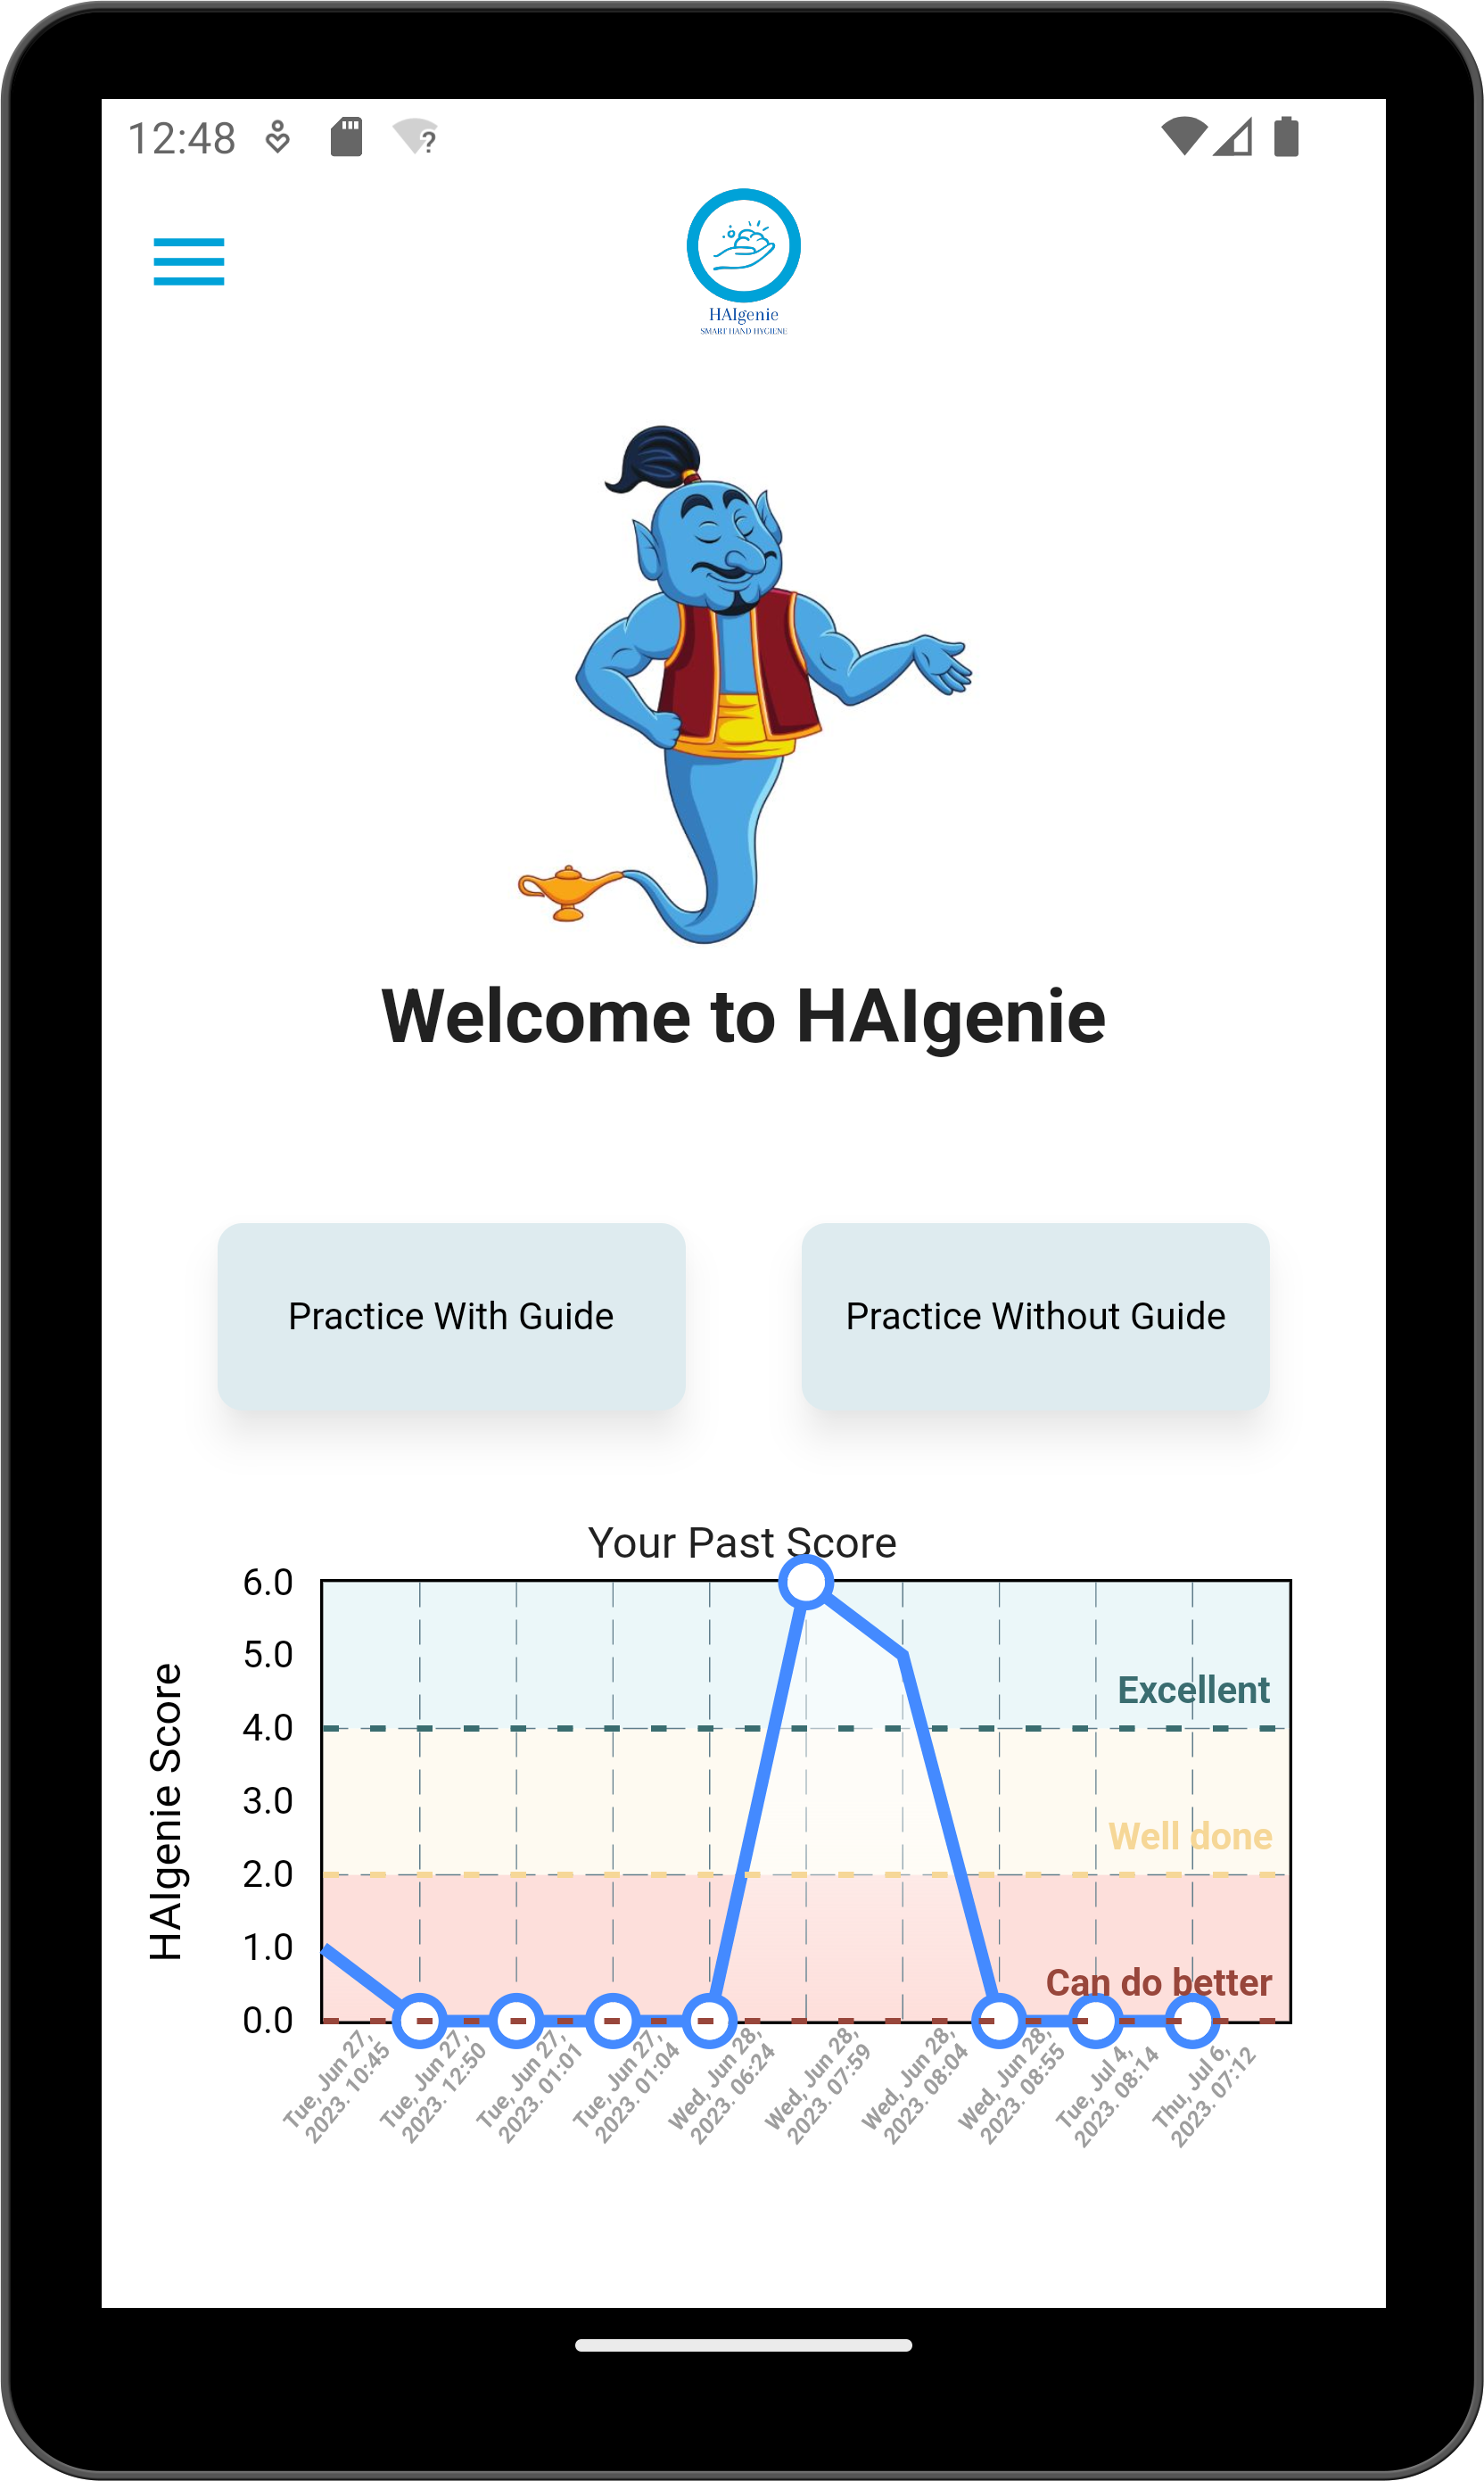 12:48
?
HAIgenie
SMART HAND HYGIENE
Welcome to HAIgenie
Practice With Guide
Practice Without Guide
Your Past Score
HAIgenie Score
6.0
5.0
4.0
3.0
2.0
1.0
0.0
Excellent
Well done
Can do better
Tue, Jun 27,
2023. 10:45
Tue, Jun 27,
2023. 12:50
Tue, Jun 27,
2023. 01:01
Tue, Jun 27,
2023. 01:04
Wed, Jun 28,
2023. 06:24
Wed, Jun 28,
2023. 07:59
Wed, Jun 28,
2023. 08:04
Wed, Jun 28,
2023. 08:55
Tue, Jul 4,
2023. 08:14
Thu, Jul 6,
2023. 07:12